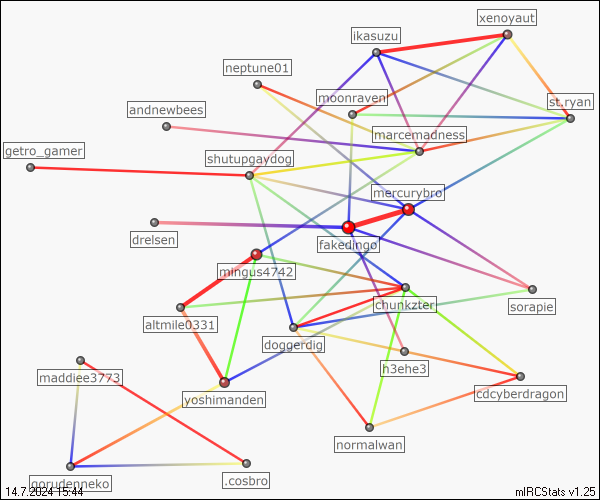 xenoyaut
ikasuzu
neptune01
moonraven
st.ryan
andnewbees
marcemadness
getro_gamer
shutupgaydog
mercurybro
drelsen
fakedingo
mingus4742
chunkzter
sorapie
altmile0331
doggerdig
h3ehe3
maddiee3773
cdcyberdragon
yoshimanden
normalwan
gorudenneko
.cosbro
14.7.2024 15:44
mIRCStats v1.25